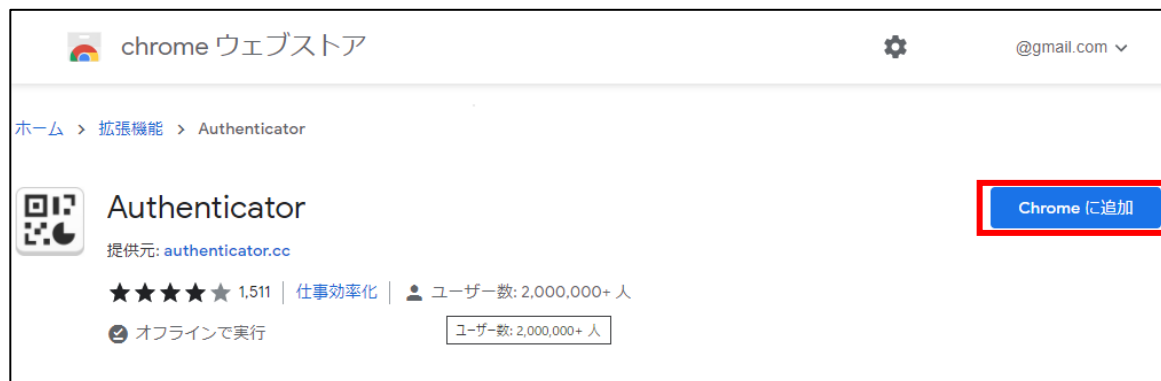 chrome ウェブストア
@gmail.com
ホーム > 拡張機能 > Authenticator
Authenticator
Chrome に追加
提供元: authenticator.cc
1,511 | 仕事効率化 | ユーザー数: 2,000,000+ 人
オフラインで実行
ユーザー数: 2,000,000+ 人